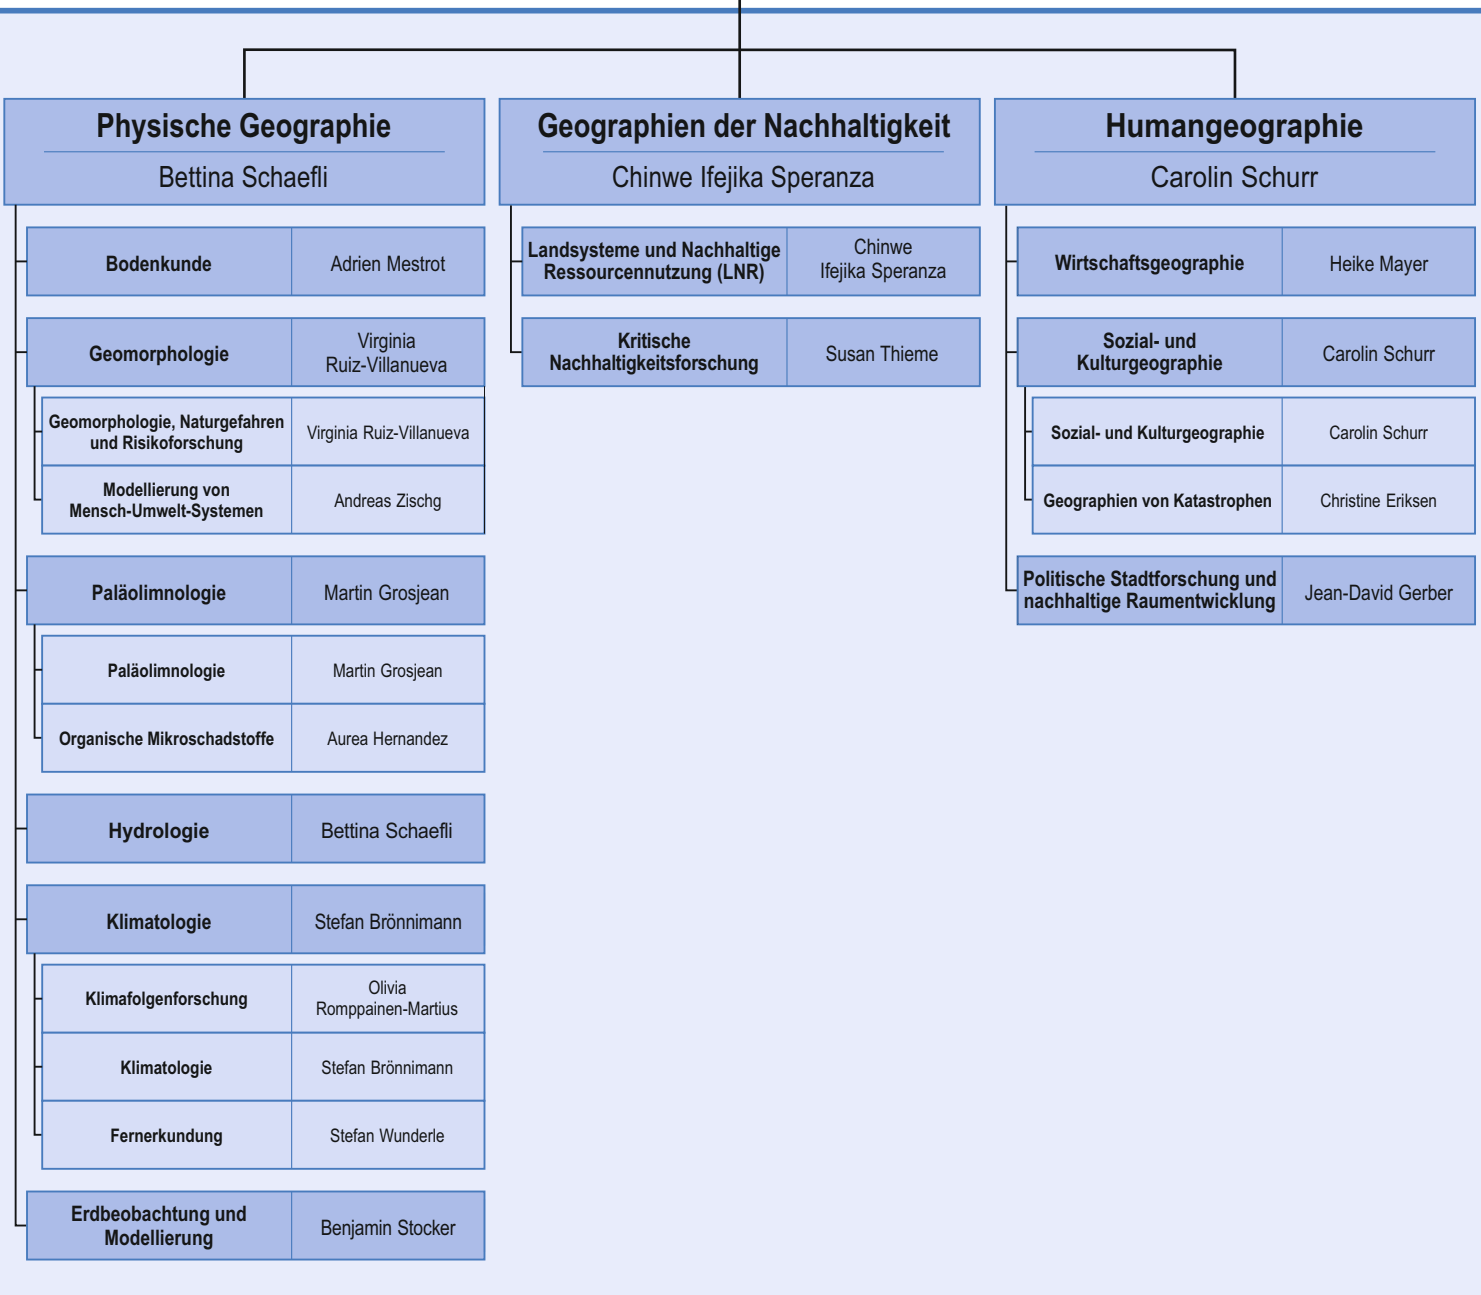 Physische Geographie
Bettina Schaefli
Bodenkunde
Adrien Mestrot
Geomorphologie
Virginia
Ruiz-Villanueva
Geomorphologie, Naturgefahren
und Risikoforschung
Virginia Ruiz-Villanueva
Modellierung von
Mensch-Umwelt-Systemen
Andreas Zischg
Paläolimnologie
Martin Grosjean
Paläolimnologie
Martin Grosjean
Organische Mikroschadstoffe
Aurea Hernandez
Hydrologie
Bettina Schaefli
Klimatologie
Stefan Brönnimann
Klimafolgenforschung
Olivia
Romppainen-Martius
Klimatologie
Stefan Brönnimann
Fernerkundung
Stefan Wunderle
Erdbeobachtung und
Modellierung
Benjamin Stocker
Geographien der Nachhaltigkeit
Chinwe Ifejika Speranza
Landsysteme und Nachhaltige
Ressourcennutzung (LNR)
Chinwe
Ifejika Speranza
Kritische
Nachhaltigkeitsforschung
Susan Thieme
Humangeographie
Carolin Schurr
Wirtschaftsgeographie
Heike Mayer
Sozial- und
Kulturgeographie
Carolin Schurr
Sozial- und Kulturgeographie
Carolin Schurr
Geographien von Katastrophen
Christine Eriksen
Politische Stadtforschung und
nachhaltige Raumentwicklung
Jean-David Gerber